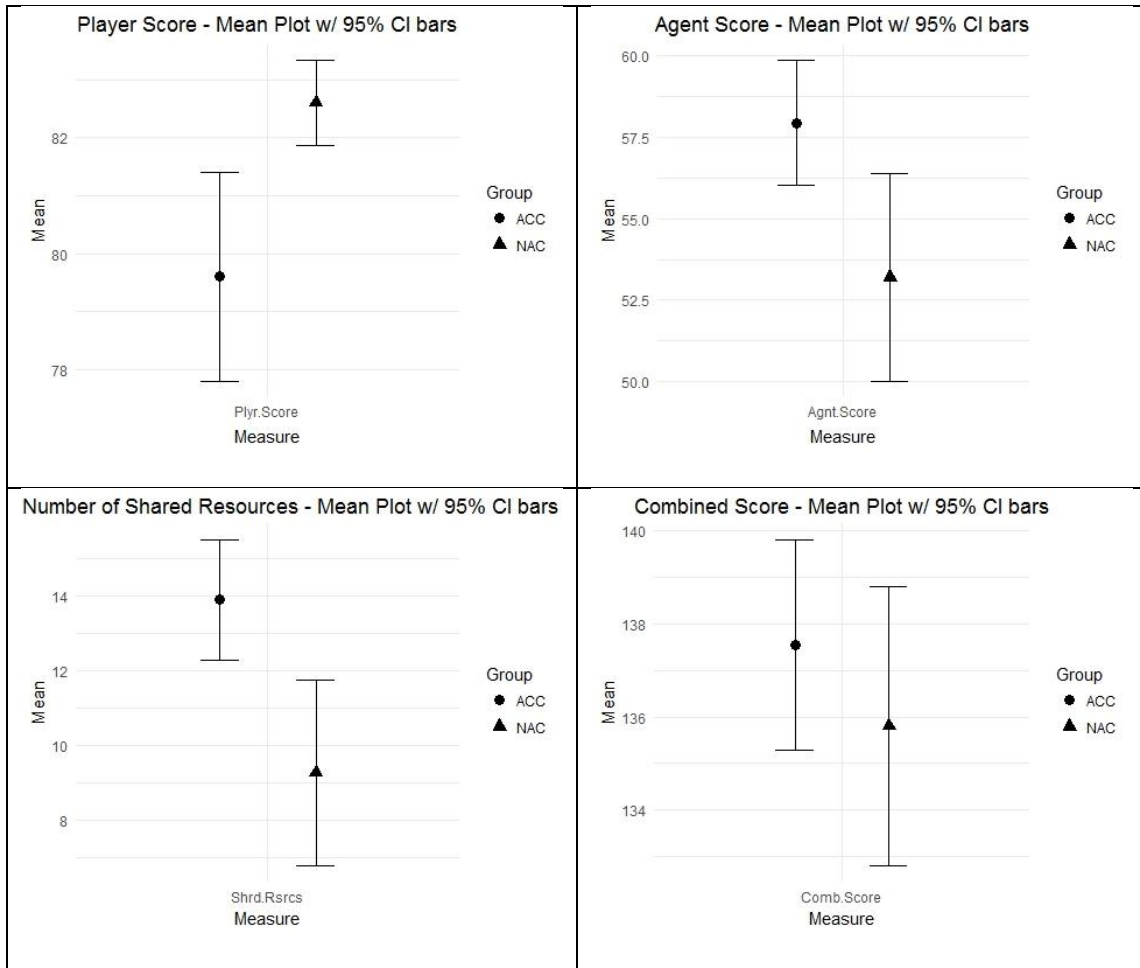 Player Score - Mean Plot w/ 95% CI bars
82
80
78
Mean
Plyr.Score
Measure
Group
ACC
NAC
Agent Score - Mean Plot w/ 95% CI bars
60.0
57.5
55.0
52.5
50.0
Mean
Agnt.Score
Measure
Group
ACC
NAC
Number of Shared Resources - Mean Plot w/ 95% CI bars
14
12
10
8
Mean
Shrd.Rsrcs
Measure
Group
ACC
NAC
Combined Score - Mean Plot w/ 95% CI bars
140
138
136
134
Mean
Comb.Score
Measure
Group
ACC
NAC